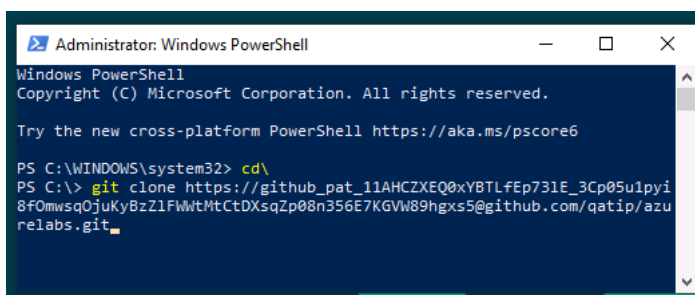 Administrator: Windows PowerShell
Windows PowerShell
Copyright (C) Microsoft Corporation. All rights reserved.
Try the new cross-platform PowerShell https://aka.ms/pscore6
PS C:\WINDOWS\system32> cd\
PS C:\> git clone https://github_pat_11AHCZXEQ0xYBTLfEp731E_3Cp05u1pyi
8fOmwsqOjuKyBzZlFWWtMtCtDXsqZp08n356E7KGVW89hgxs5@github.com/qatip/azu
relabs.git